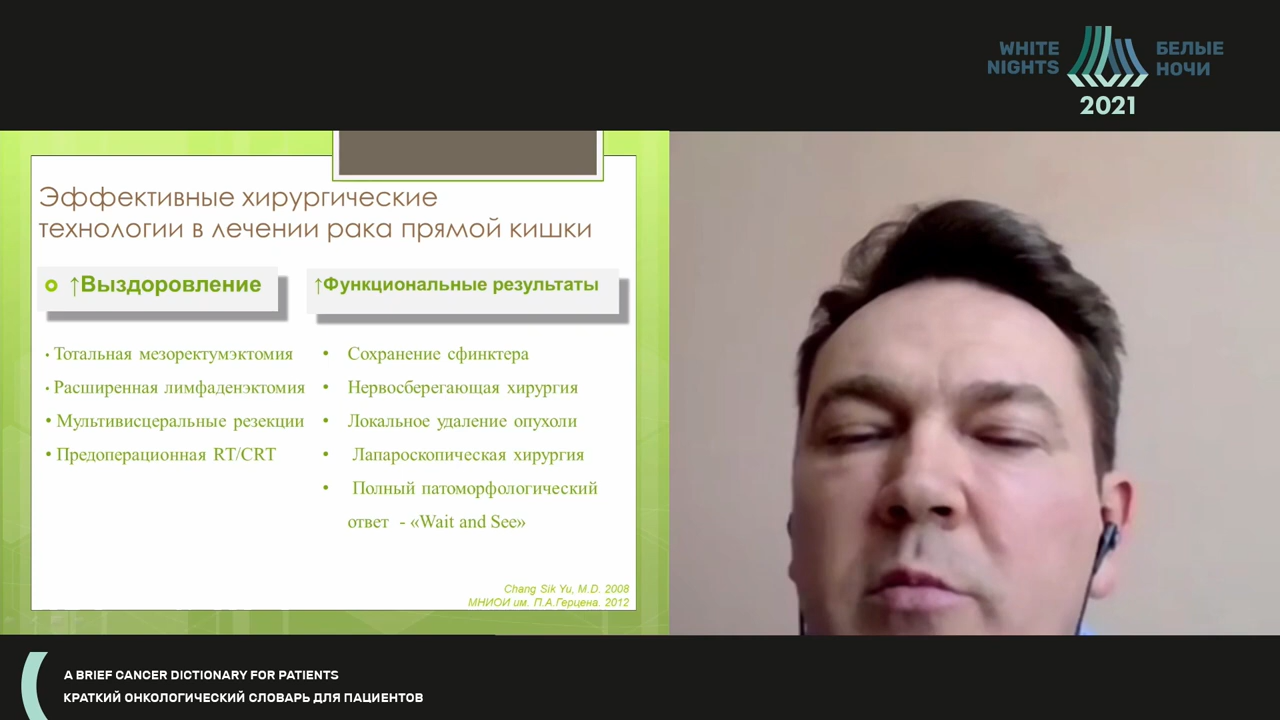 WHITE
NIGHTS
БЕЛЫЕ
НОЧИ
2021
Эффективные хирургические
технологии в лечении рака прямой кишки
↑Выздоровление
• Тотальная мезоректумэктомия
• Расширенная лимфаденэктомия
• Мультивисцеральные резекции
• Предоперационная RT/CRT
↑Функциональные результаты
• Сохранение сфинктера
• Нервосберегающая хирургия
• Локальное удаление опухоли
• Лапароскопическая хирургия
• Полный патоморфологический
ответ - «Wait and See»
Chang Sik Yu, M.D. 2008
МНИОИ им. П.А.Герцена. 2012
A BRIEF CANCER DICTIONARY FOR PATIENTS
КРАТКИЙ ОНКОЛОГИЧЕСКИЙ СЛОВАРЬ ДЛЯ ПАЦИЕНТОВ